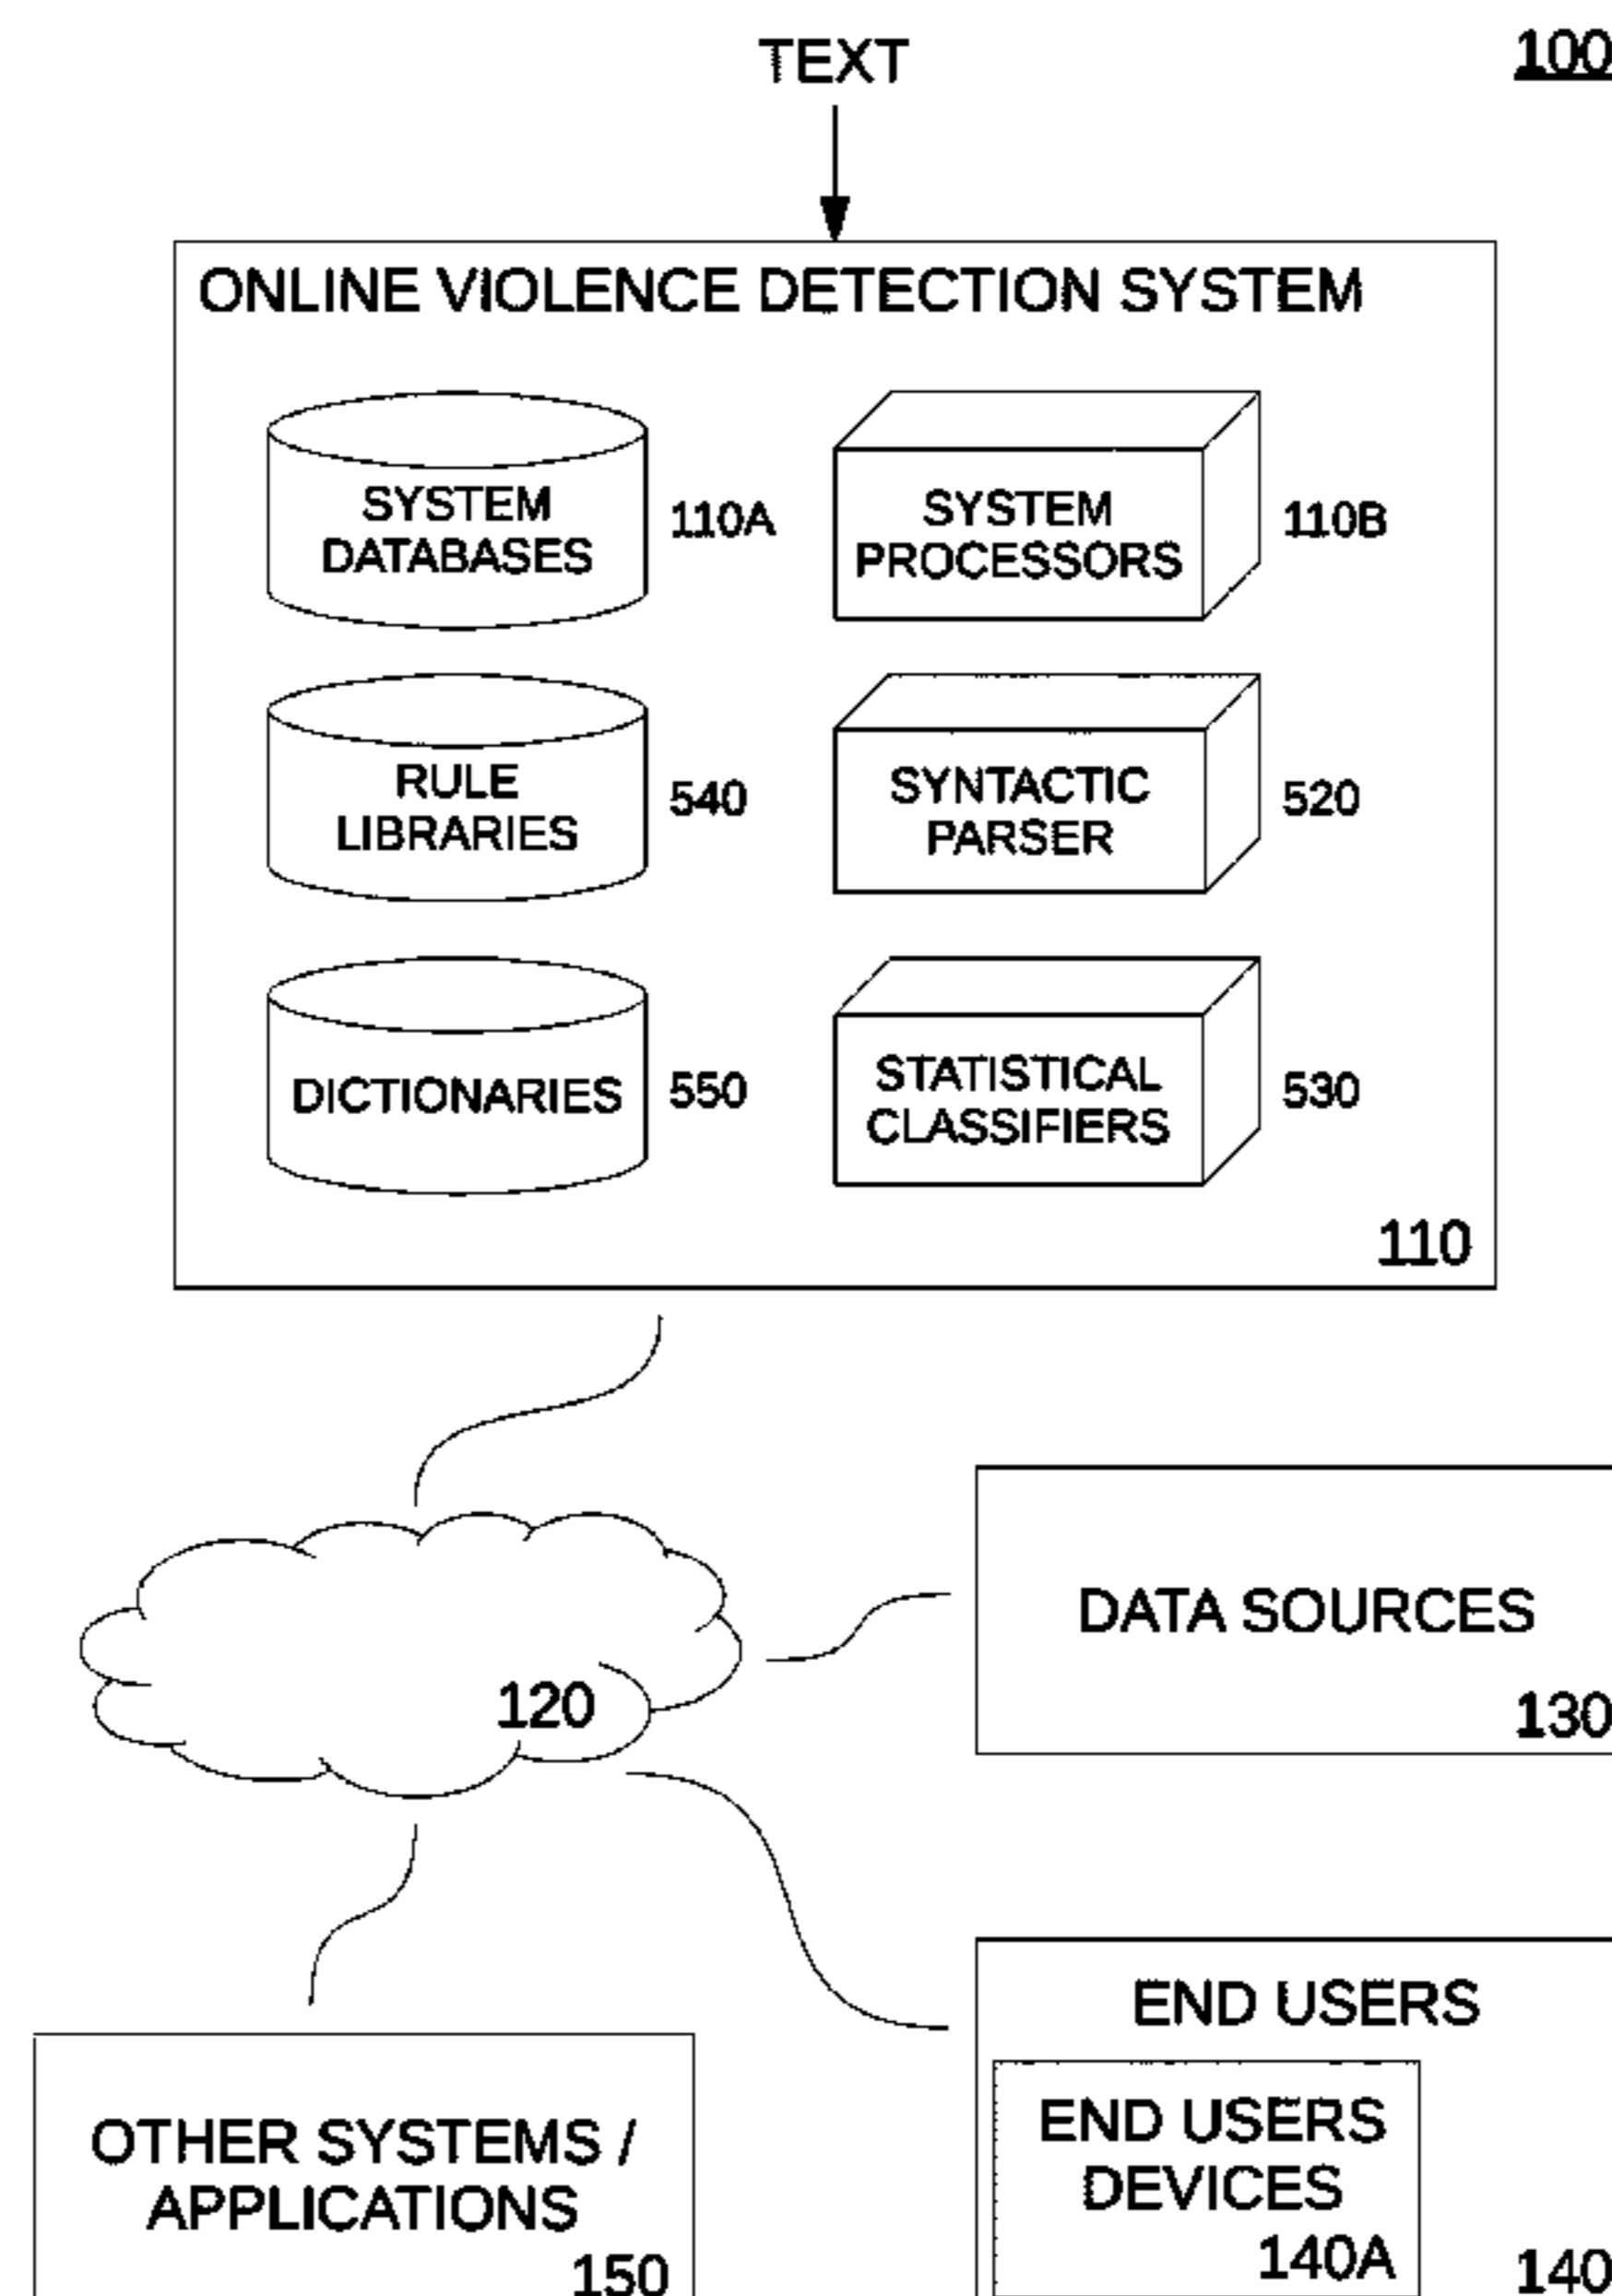 TEXT
100
ONLINE VIOLENCE DETECTION SYSTEM
SYSTEM
DATABASES
110A
SYSTEM
PROCESSORS
110B
RULE
LIBRARIES
540
SYNTACTIC
PARSER
520
DICTIONARIES
550
STATISTICAL
CLASSIFIERS
530
110
120
DATA SOURCES
130
END USERS
END USERS
DEVICES
140A
140
OTHER SYSTEMS /
APPLICATIONS
150